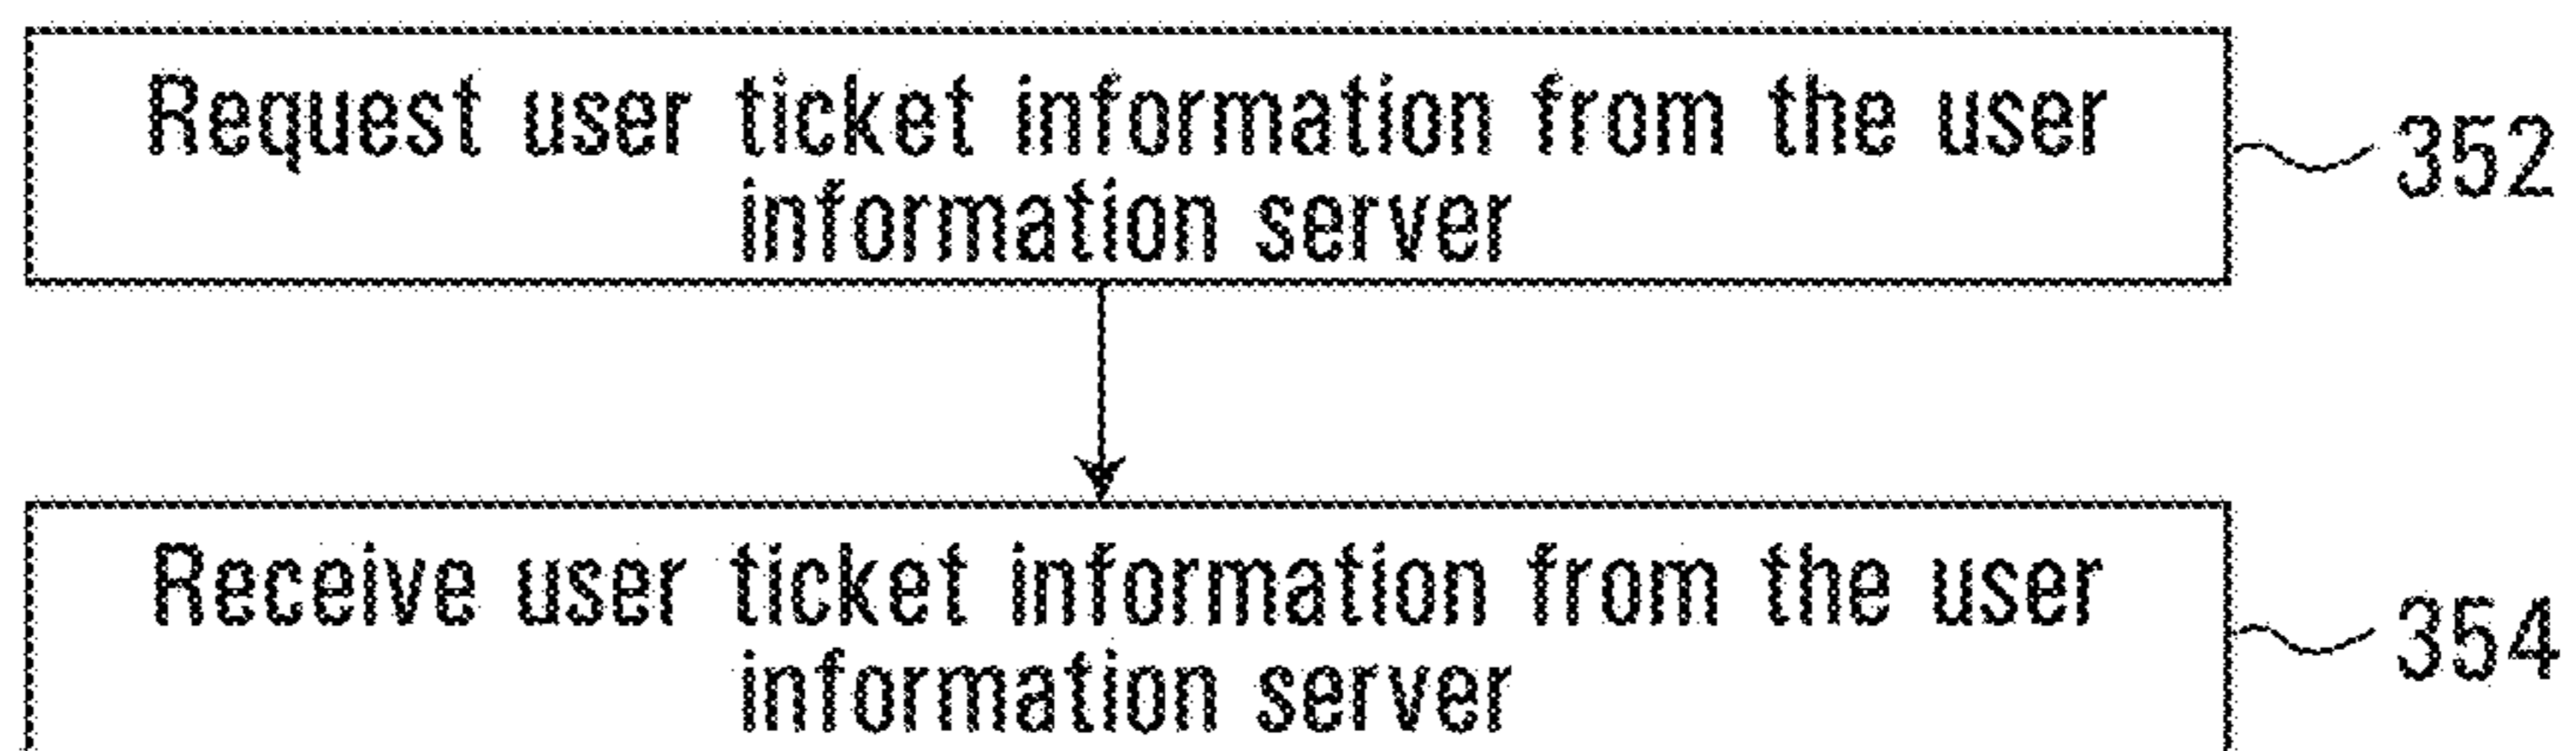 Request user ticket information from the user
information server
352
Receive user ticket information from the user
information server
354